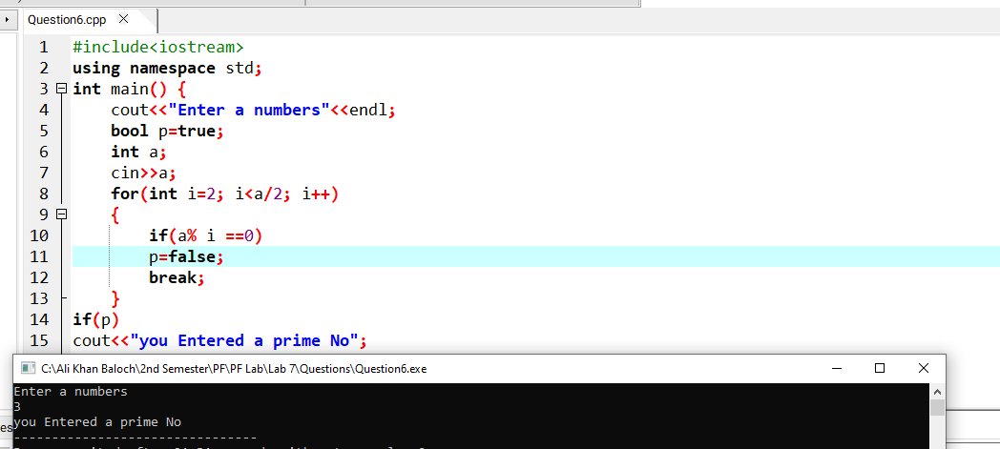 Question6.cpp
1 #include<iostream>
2 using namespace std;
3 int main() {
4 cout<<"Enter a numbers"<<endl;
5 bool p=true;
6 int a;
7 cin>>a;
8 for(int i=2; i<a/2; i++)
9 {
10 if(a% i ==0)
11 p=false;
12 break;
13 }
14 if(p)
15 cout<<"you Entered a prime No";
C:\Ali Khan Baloch\2nd Semester\PF\PF Lab\Lab 7\Questions\Question6.exe
Enter a numbers
3
you Entered a prime No
--------------------------------